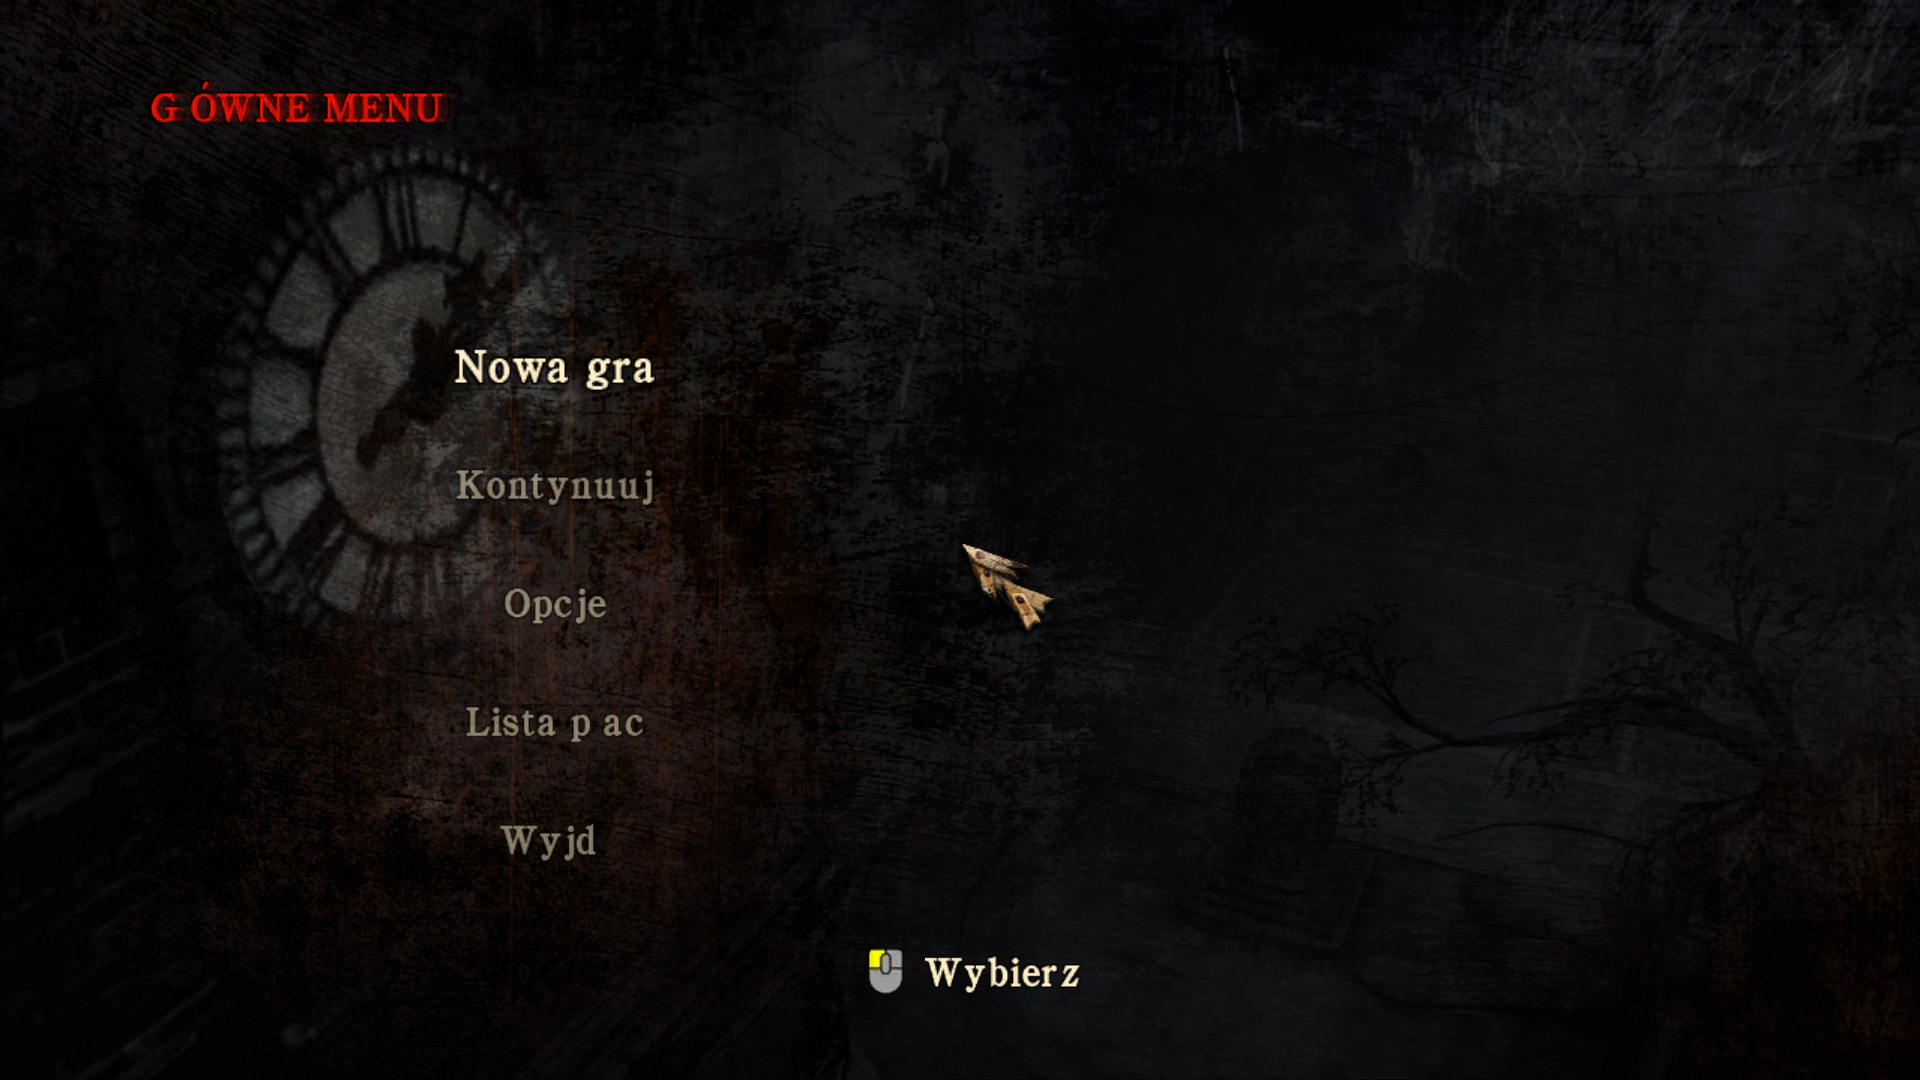 G ÓWNE MENU
Nowa gra
Kontynuuj
Opcje
Lista p ac
Wyjd
Wybierz